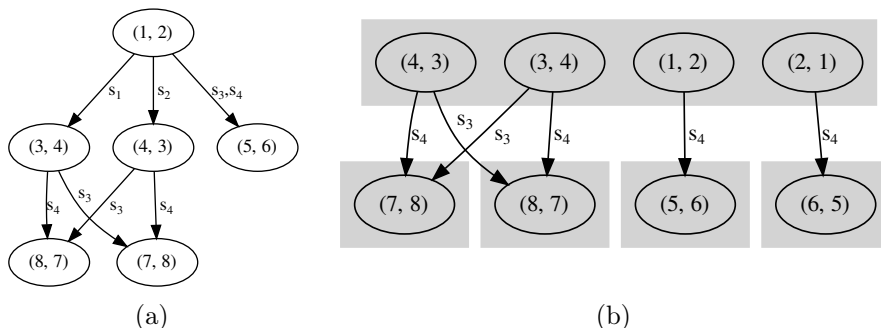 (1, 2)
s1 s2 s3,s4
(3, 4) (4, 3) (5, 6)
s4 s3 s3 s4
(8, 7) (7, 8)
(a)
(4, 3) (3, 4) (1, 2) (2, 1)
s4 s3 s3 s4 s4 s4
(7, 8) (8, 7) (5, 6) (6, 5)
(b)